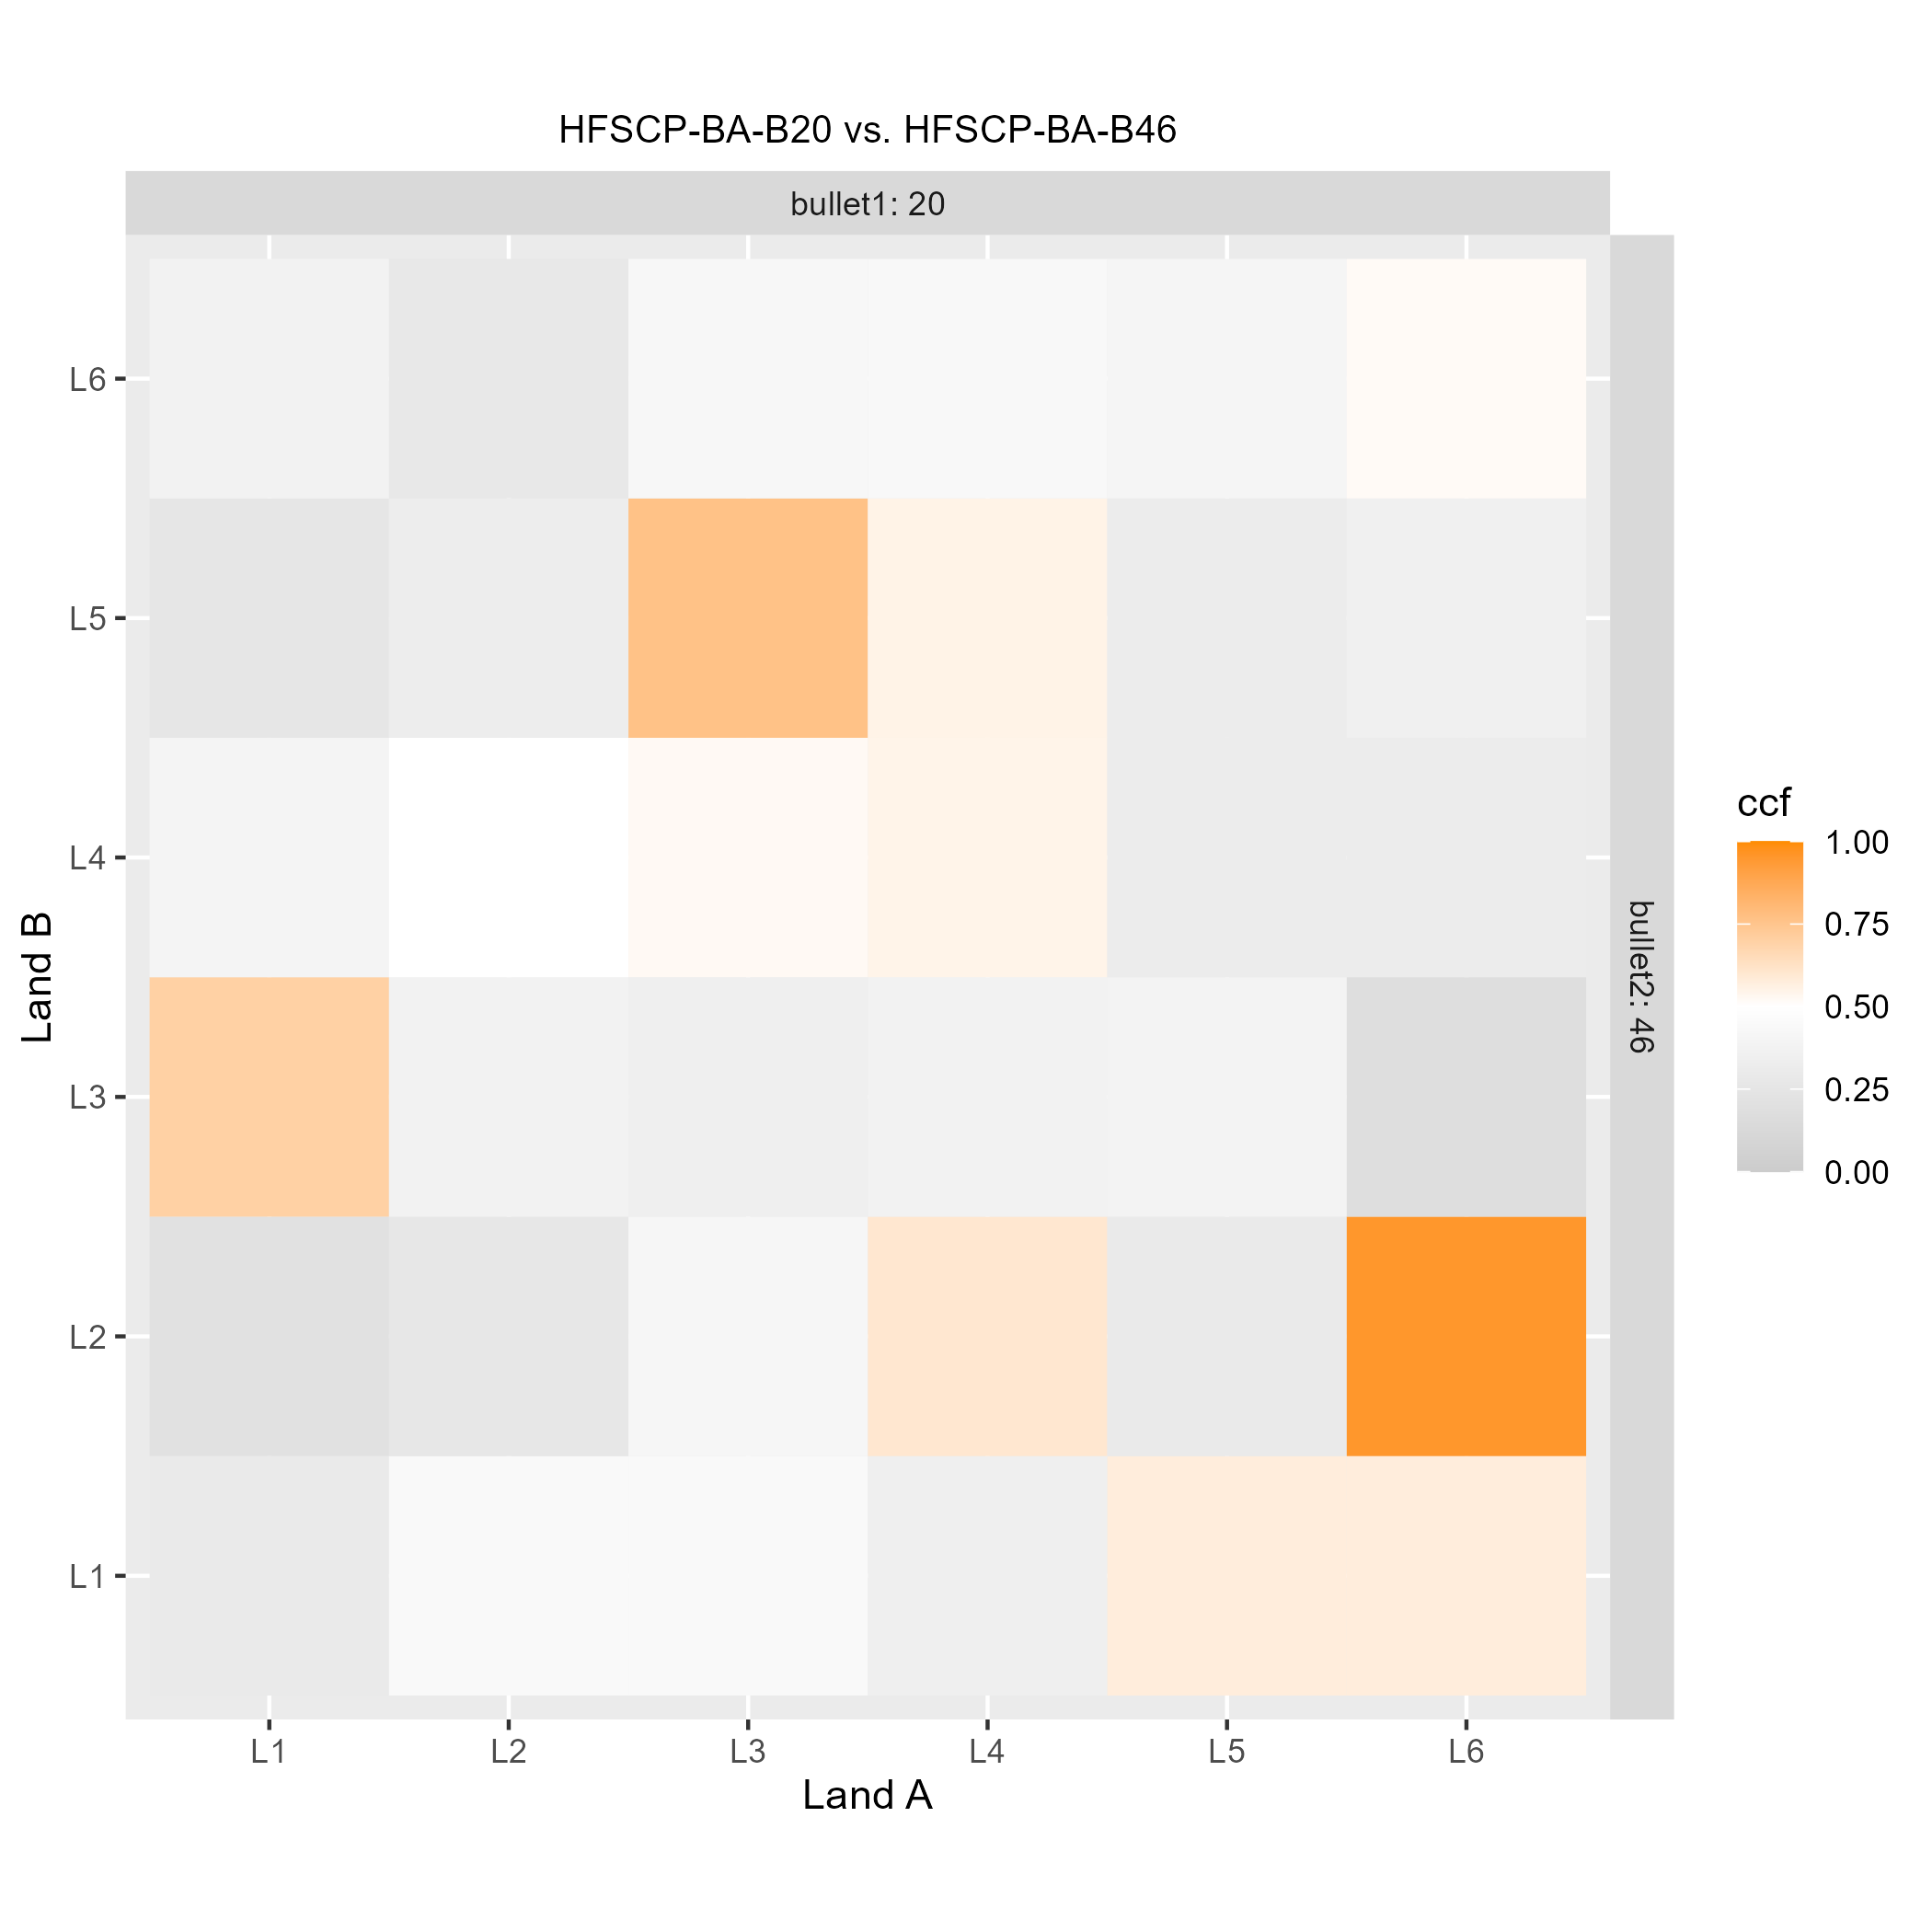 HFSCP-BA-B20 vs. HFSCP-BA-B46
bullet1: 20
L6
L5
L4
L3
L2
L1
Land B
bullet2: 46
L1 L2 L3 L4 L5 L6
Land A
ccf
1.00
0.75
0.50
0.25
0.00